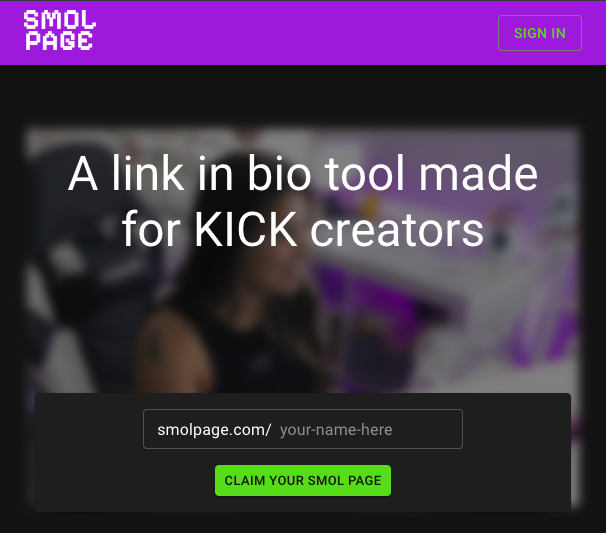 SMOL
PAGE
SIGN IN
A link in bio tool made
for KICK creators
smolpage.com/ your-name-here
CLAIM YOUR SMOL PAGE